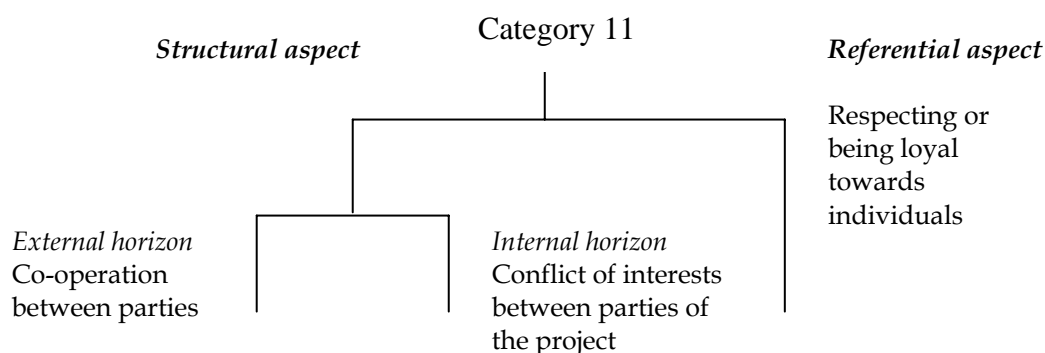 Category 11
Structural aspect
Referential aspect
Respecting or
being loyal
towards
individuals
External horizon
Co-operation
between parties
Internal horizon
Conflict of interests
between parties of
the project